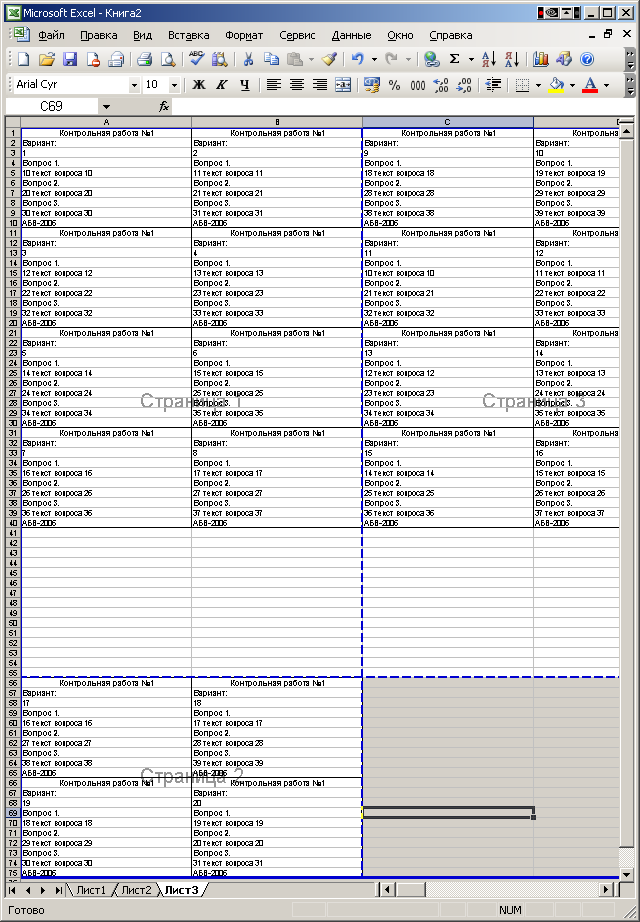 Microsoft Excel - Книга2
Файл Правка Вид Вставка Формат Сервис Данные Окно Справка
Arial Cyr 10 Ж К Ч % 000
C69 fx
A B C
1 Контрольная работа №1 Контрольная работа №1 Контрольная работа №1 Контрольна
2 Вариант: Вариант: Вариант: Вариант:
3 1 2 9 10
4 Вопрос 1. Вопрос 1. Вопрос 1. Вопрос 1.
5 10 текст вопроса 10 11 текст вопроса 11 18 текст вопроса 18 19 текст вопроса 19
6 Вопрос 2. Вопрос 2. Вопрос 2. Вопрос 2.
7 20 текст вопроса 20 21 текст вопроса 21 28 текст вопроса 28 29 текст вопроса 29
8 Вопрос 3. Вопрос 3. Вопрос 3. Вопрос 3.
9 30 текст вопроса 30 31 текст вопроса 31 38 текст вопроса 38 39 текст вопроса 39
10 АБВ-2006 АБВ-2006 АБВ-2006 АБВ-2006
11 Контрольная работа №1 Контрольная работа №1 Контрольная работа №1 Контрольна
12 Вариант: Вариант: Вариант: Вариант:
13 3 4 11 12
14 Вопрос 1. Вопрос 1. Вопрос 1. Вопрос 1.
15 12 текст вопроса 12 13 текст вопроса 13 10 текст вопроса 10 11 текст вопроса 11
16 Вопрос 2. Вопрос 2. Вопрос 2. Вопрос 2.
17 22 текст вопроса 22 23 текст вопроса 23 21 текст вопроса 21 22 текст вопроса 22
18 Вопрос 3. Вопрос 3. Вопрос 3. Вопрос 3.
19 32 текст вопроса 32 33 текст вопроса 33 32 текст вопроса 32 33 текст вопроса 33
20 АБВ-2006 АБВ-2006 АБВ-2006 АБВ-2006
21 Контрольная работа №1 Контрольная работа №1 Контрольная работа №1 Контрольна
22 Вариант: Вариант: Вариант: Вариант:
23 5 6 13 14
24 Вопрос 1. Вопрос 1. Вопрос 1. Вопрос 1.
25 14 текст вопроса 14 15 текст вопроса 15 12 текст вопроса 12 13 текст вопроса 13
26 Вопрос 2. Вопрос 2. Вопрос 2. Вопрос 2.
27 24 текст вопроса 24 25 текст вопроса 25 23 текст вопроса 23 24 текст вопроса 24
28 Вопрос 3. Вопрос 3. Вопрос 3. Вопрос 3.
Страница 1 Страница 3
29 34 текст вопроса 34 35 текст вопроса 35 34 текст вопроса 34 35 текст вопроса 35
30 АБВ-2006 АБВ-2006 АБВ-2006 АБВ-2006
31 Контрольная работа №1 Контрольная работа №1 Контрольная работа №1 Контрольна
32 Вариант: Вариант: Вариант: Вариант:
33 7 8 15 16
34 Вопрос 1. Вопрос 1. Вопрос 1. Вопрос 1.
35 16 текст вопроса 16 17 текст вопроса 17 14 текст вопроса 14 15 текст вопроса 15
36 Вопрос 2. Вопрос 2. Вопрос 2. Вопрос 2.
37 26 текст вопроса 26 27 текст вопроса 27 25 текст вопроса 25 26 текст вопроса 26
38 Вопрос 3. Вопрос 3. Вопрос 3. Вопрос 3.
39 36 текст вопроса 36 37 текст вопроса 37 36 текст вопроса 36 37 текст вопроса 37
40 АБВ-2006 АБВ-2006 АБВ-2006 АБВ-2006
41
42
43
44
45
46
47
48
49
50
51
52
53
54
55
56 Контрольная работа №1 Контрольная работа №1
57 Вариант: Вариант:
58 17 18
59 Вопрос 1. Вопрос 1.
60 16 текст вопроса 16 17 текст вопроса 17
61 Вопрос 2. Вопрос 2.
62 27 текст вопроса 27 28 текст вопроса 28
63 Вопрос 3. Вопрос 3.
64 38 текст вопроса 38 39 текст вопроса 39
65 АБВ-2006 АБВ-2006
Страница 2
66 Контрольная работа №1 Контрольная работа №1
67 Вариант: Вариант:
68 19 20
69 Вопрос 1. Вопрос 1.
70 18 текст вопроса 18 19 текст вопроса 19
71 Вопрос 2. Вопрос 2.
72 29 текст вопроса 29 20 текст вопроса 20
73 Вопрос 3. Вопрос 3.
74 30 текст вопроса 30 31 текст вопроса 31
75 АБВ-2006 АБВ-2006
Лист1 Лист2 Лист3
Готово NUM